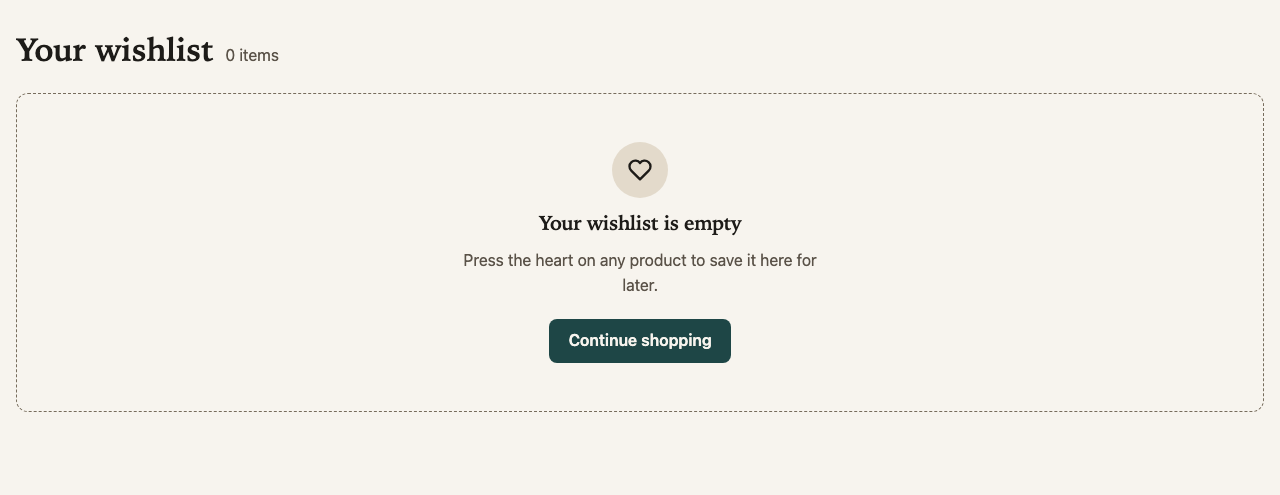 Your wishlist 0 items
Your wishlist is empty
Press the heart on any product to save it here for
later.
Continue shopping